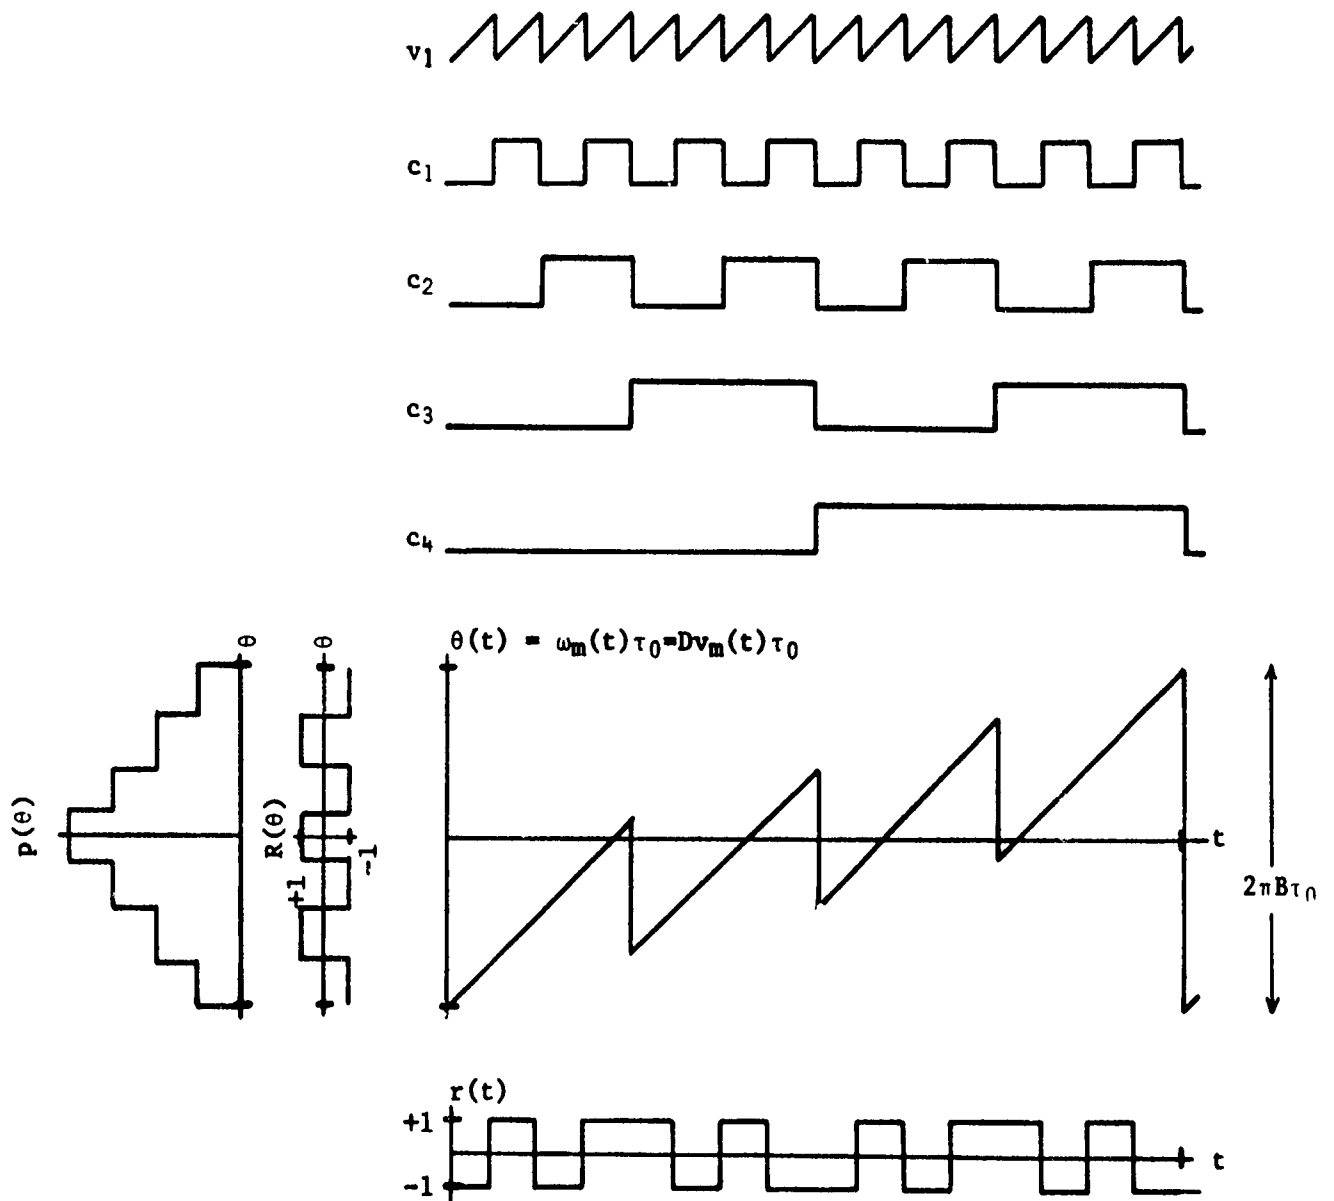 v1
c1
c2
c3
c4
θ(t) = ωm(t)τ0=Dvm(t)τ0
θ
θ
p(θ)
R(θ)
+1
-1
t
2πBτ0
r(t)
+1
-1
t